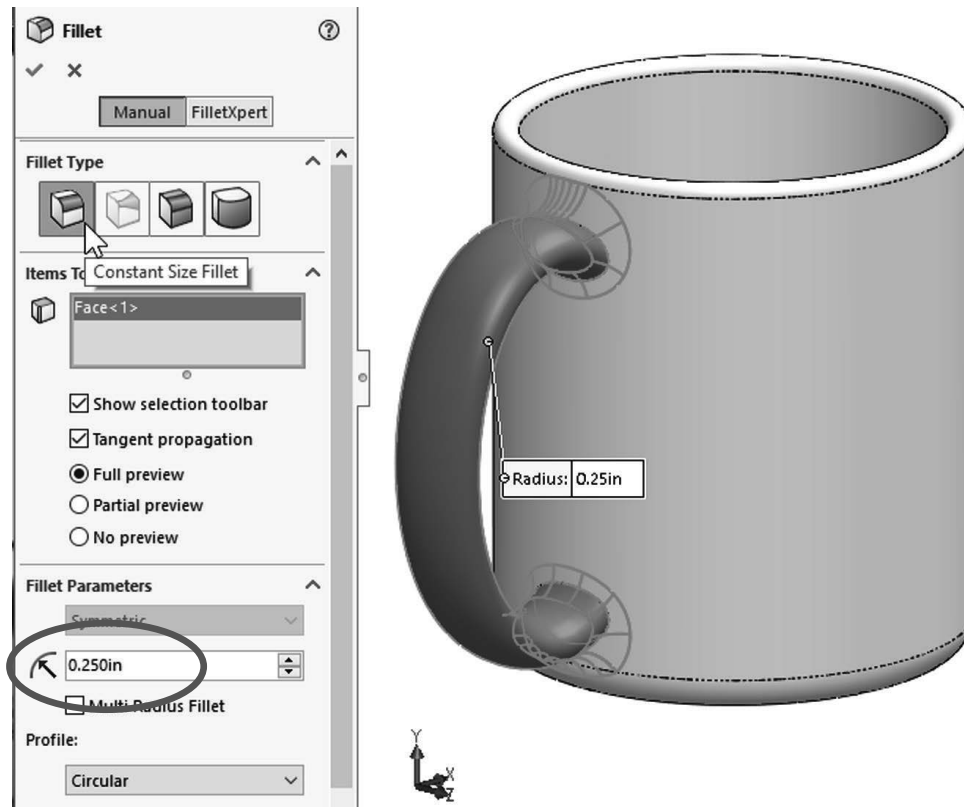 Fillet
Manual FilletXpert
Fillet Type
Constant Size Fillet
Items To
Face<1>
Show selection toolbar
Tangent propagation
Full preview
Partial preview
No preview
Radius: 0.25in
Fillet Parameters
Symmetric
0.250in
Multi Radius Fillet
Profile:
Circular
Y
X
Z